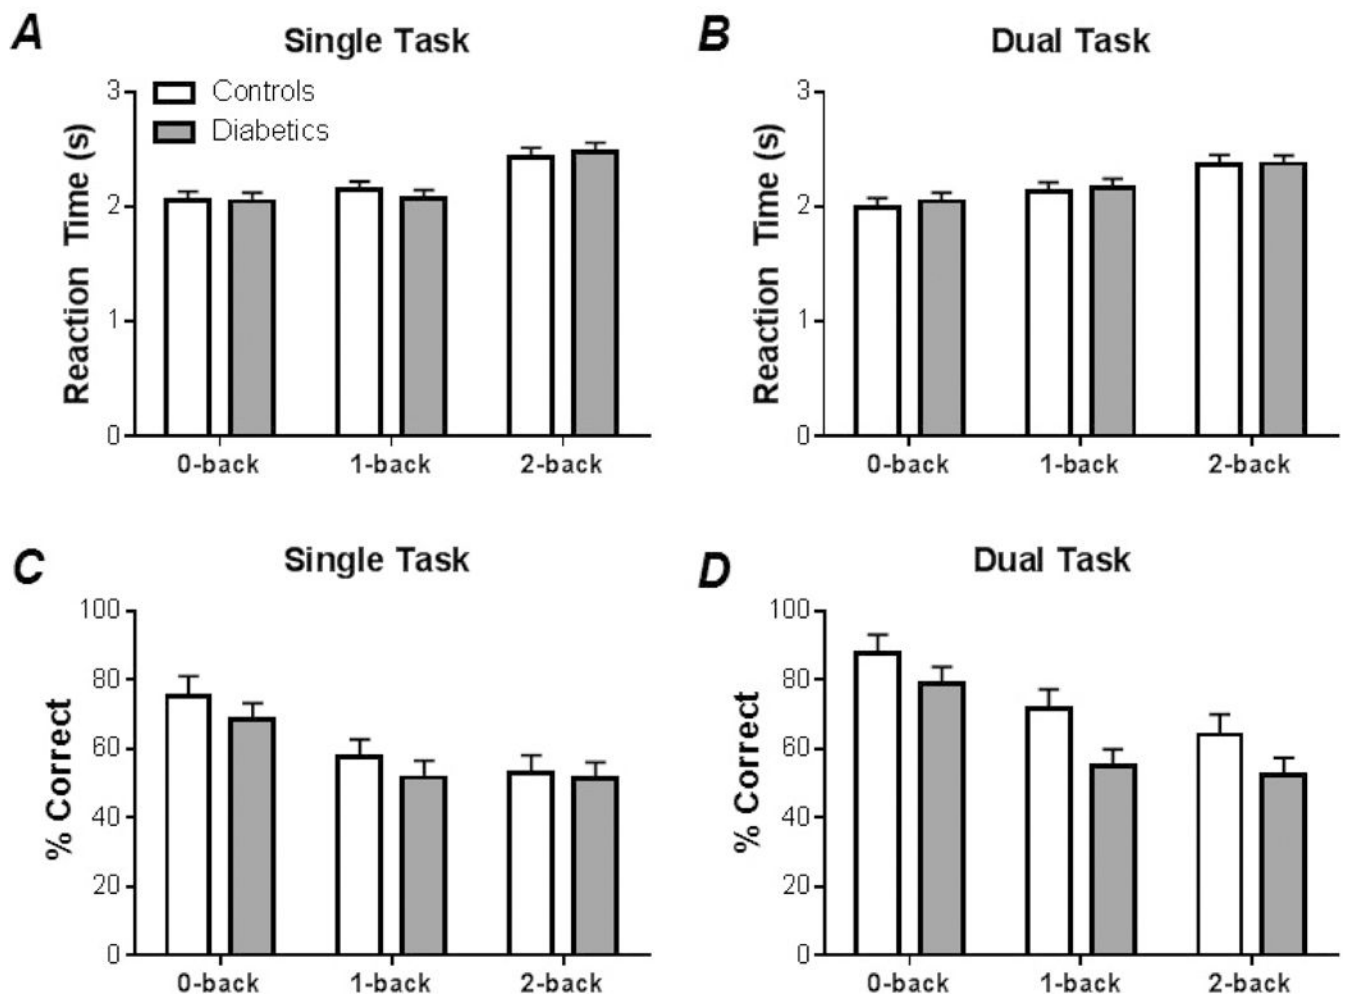 A
Single Task
3
2
1
0
Reaction Time (s)
Controls
Diabetics
0-back 1-back 2-back
B
Dual Task
3
2
1
0
Reaction Time (s)
0-back 1-back 2-back
C
Single Task
100
80
60
40
20
0
% Correct
0-back 1-back 2-back
D
Dual Task
100
80
60
40
20
0
% Correct
0-back 1-back 2-back